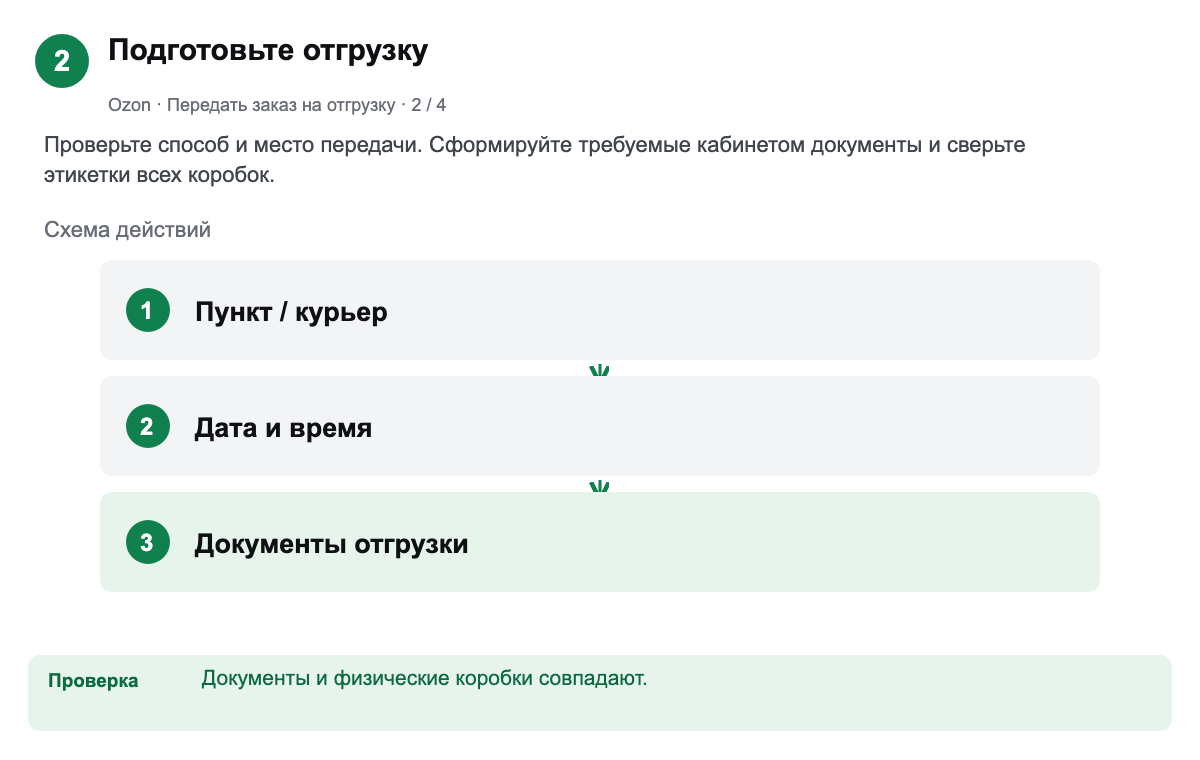 2
Подготовьте отгрузку
Ozon · Передать заказ на отгрузку · 2 / 4
Проверьте способ и место передачи. Сформируйте требуемые кабинетом документы и сверьте
этикетки всех коробок.
Схема действий
1 Пункт / курьер
2 Дата и время
3 Документы отгрузки
Проверка Документы и физические коробки совпадают.